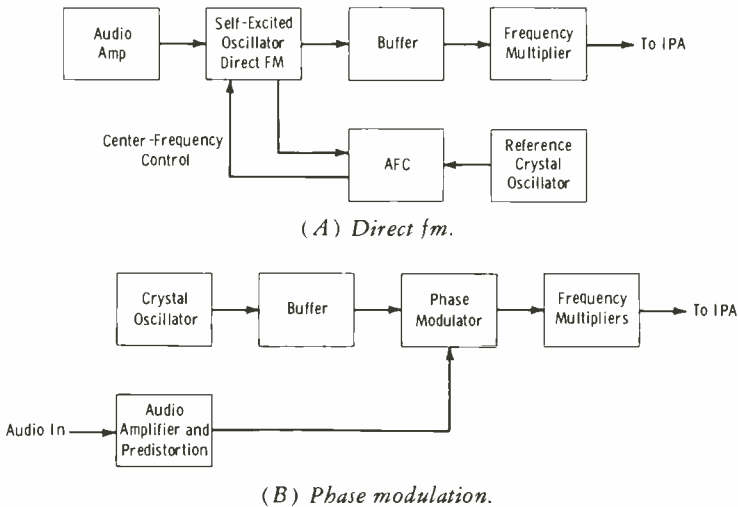 Audio
Amp
Self-Excited
Oscillator
Direct FM
Buffer
Frequency
Multiplier
To IPA
Center-Frequency
Control
AFC
Reference
Crystal
Oscillator
(A) Direct fm.
Crystal
Oscillator
Buffer
Phase
Modulator
Frequency
Multipliers
To IPA
Audio In
Audio
Amplifier and
Predistortion
(B) Phase modulation.